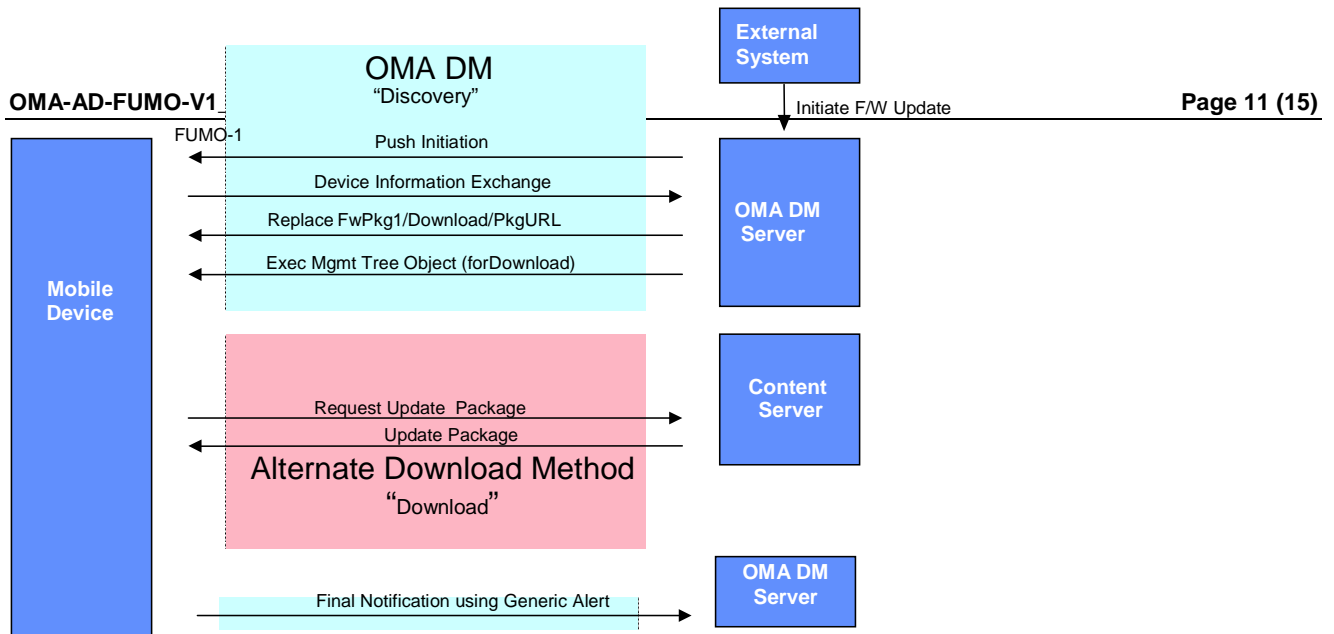 External
System
OMA DM
“Discovery”
OMA-AD-FUMO-V1_
Initiate F/W Update
Page 11 (15)
FUMO-1
Push Initiation
Device Information Exchange
Replace FwPkg1/Download/PkgURL
Exec Mgmt Tree Object (forDownload)
OMA DM
Server
Mobile
Device
Content
Server
Request Update Package
Update Package
Alternate Download Method
“Download”
OMA DM
Server
Final Notification using Generic Alert